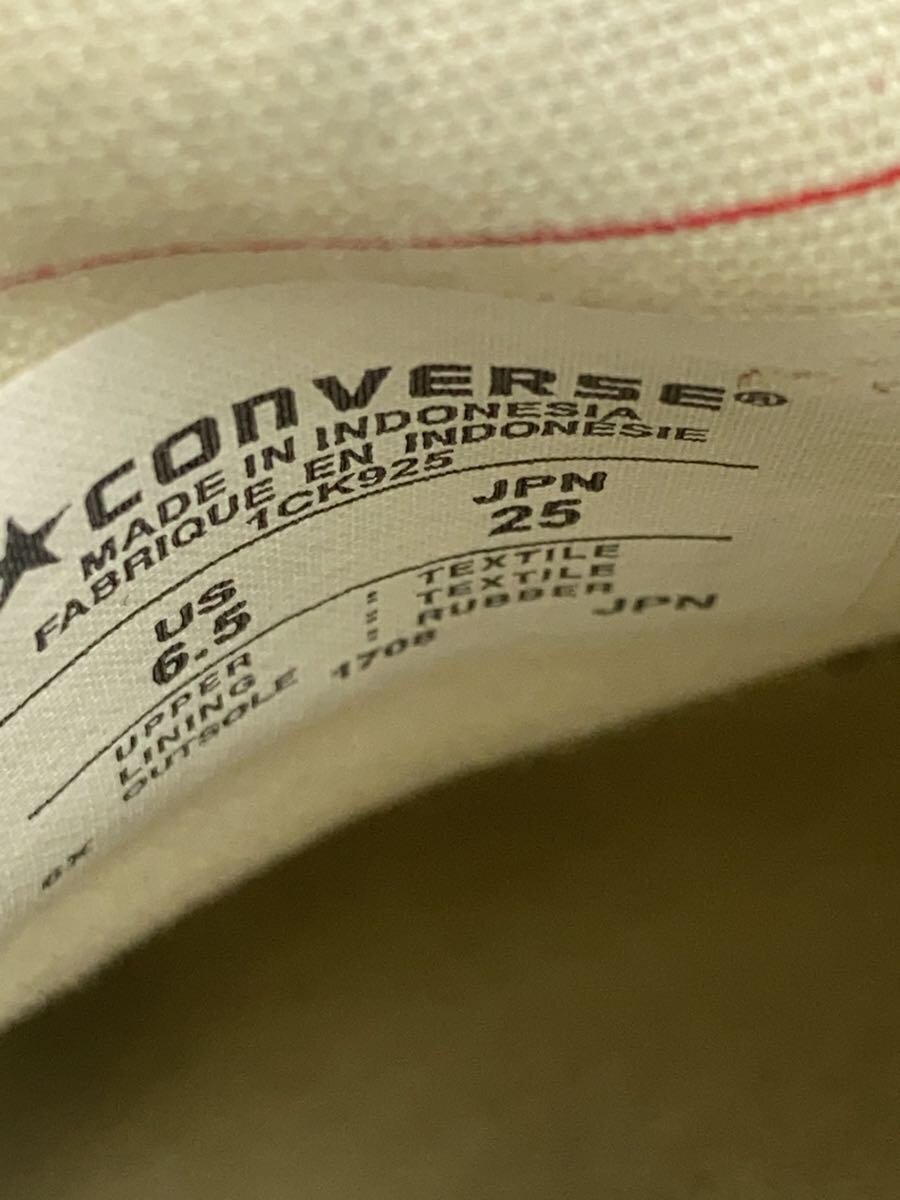 CONVERSE®
MADE IN INDONESIA
FABRIQUE EN INDONESIE
1CK925
US JPN
6.5 25
UPPER : TEXTILE
LINING : TEXTILE
OUTSOLE : RUBBER
1708 JPN